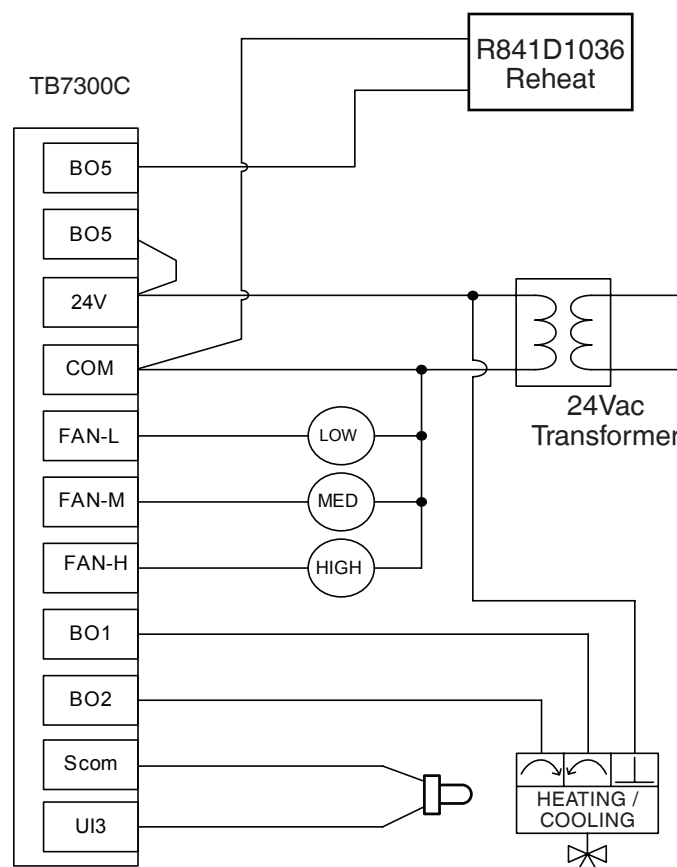 R841D1036
Reheat
TB7300C
BO5
BO5
24V
COM
24Vac
Transformer
FAN-L
LOW
FAN-M
MED
FAN-H
HIGH
BO1
BO2
Scom
UI3
HEATING /
COOLING